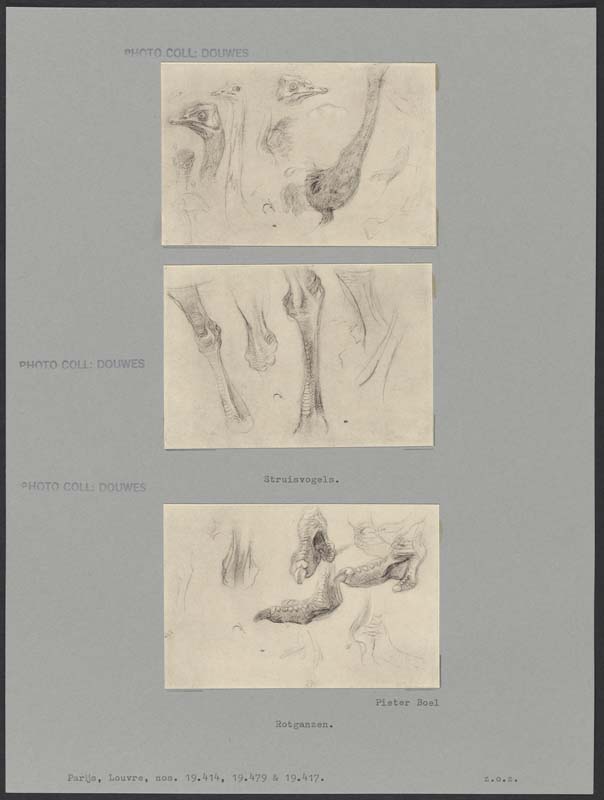 PHOTO COLL: DOUWES
PHOTO COLL: DOUWES
Struisvogels.
PHOTO COLL: DOUWES
Pieter Boel
Rotganzen.
Parijs, Louvre, nos. 19.414, 19.479 & 19.417.
z.o.z.